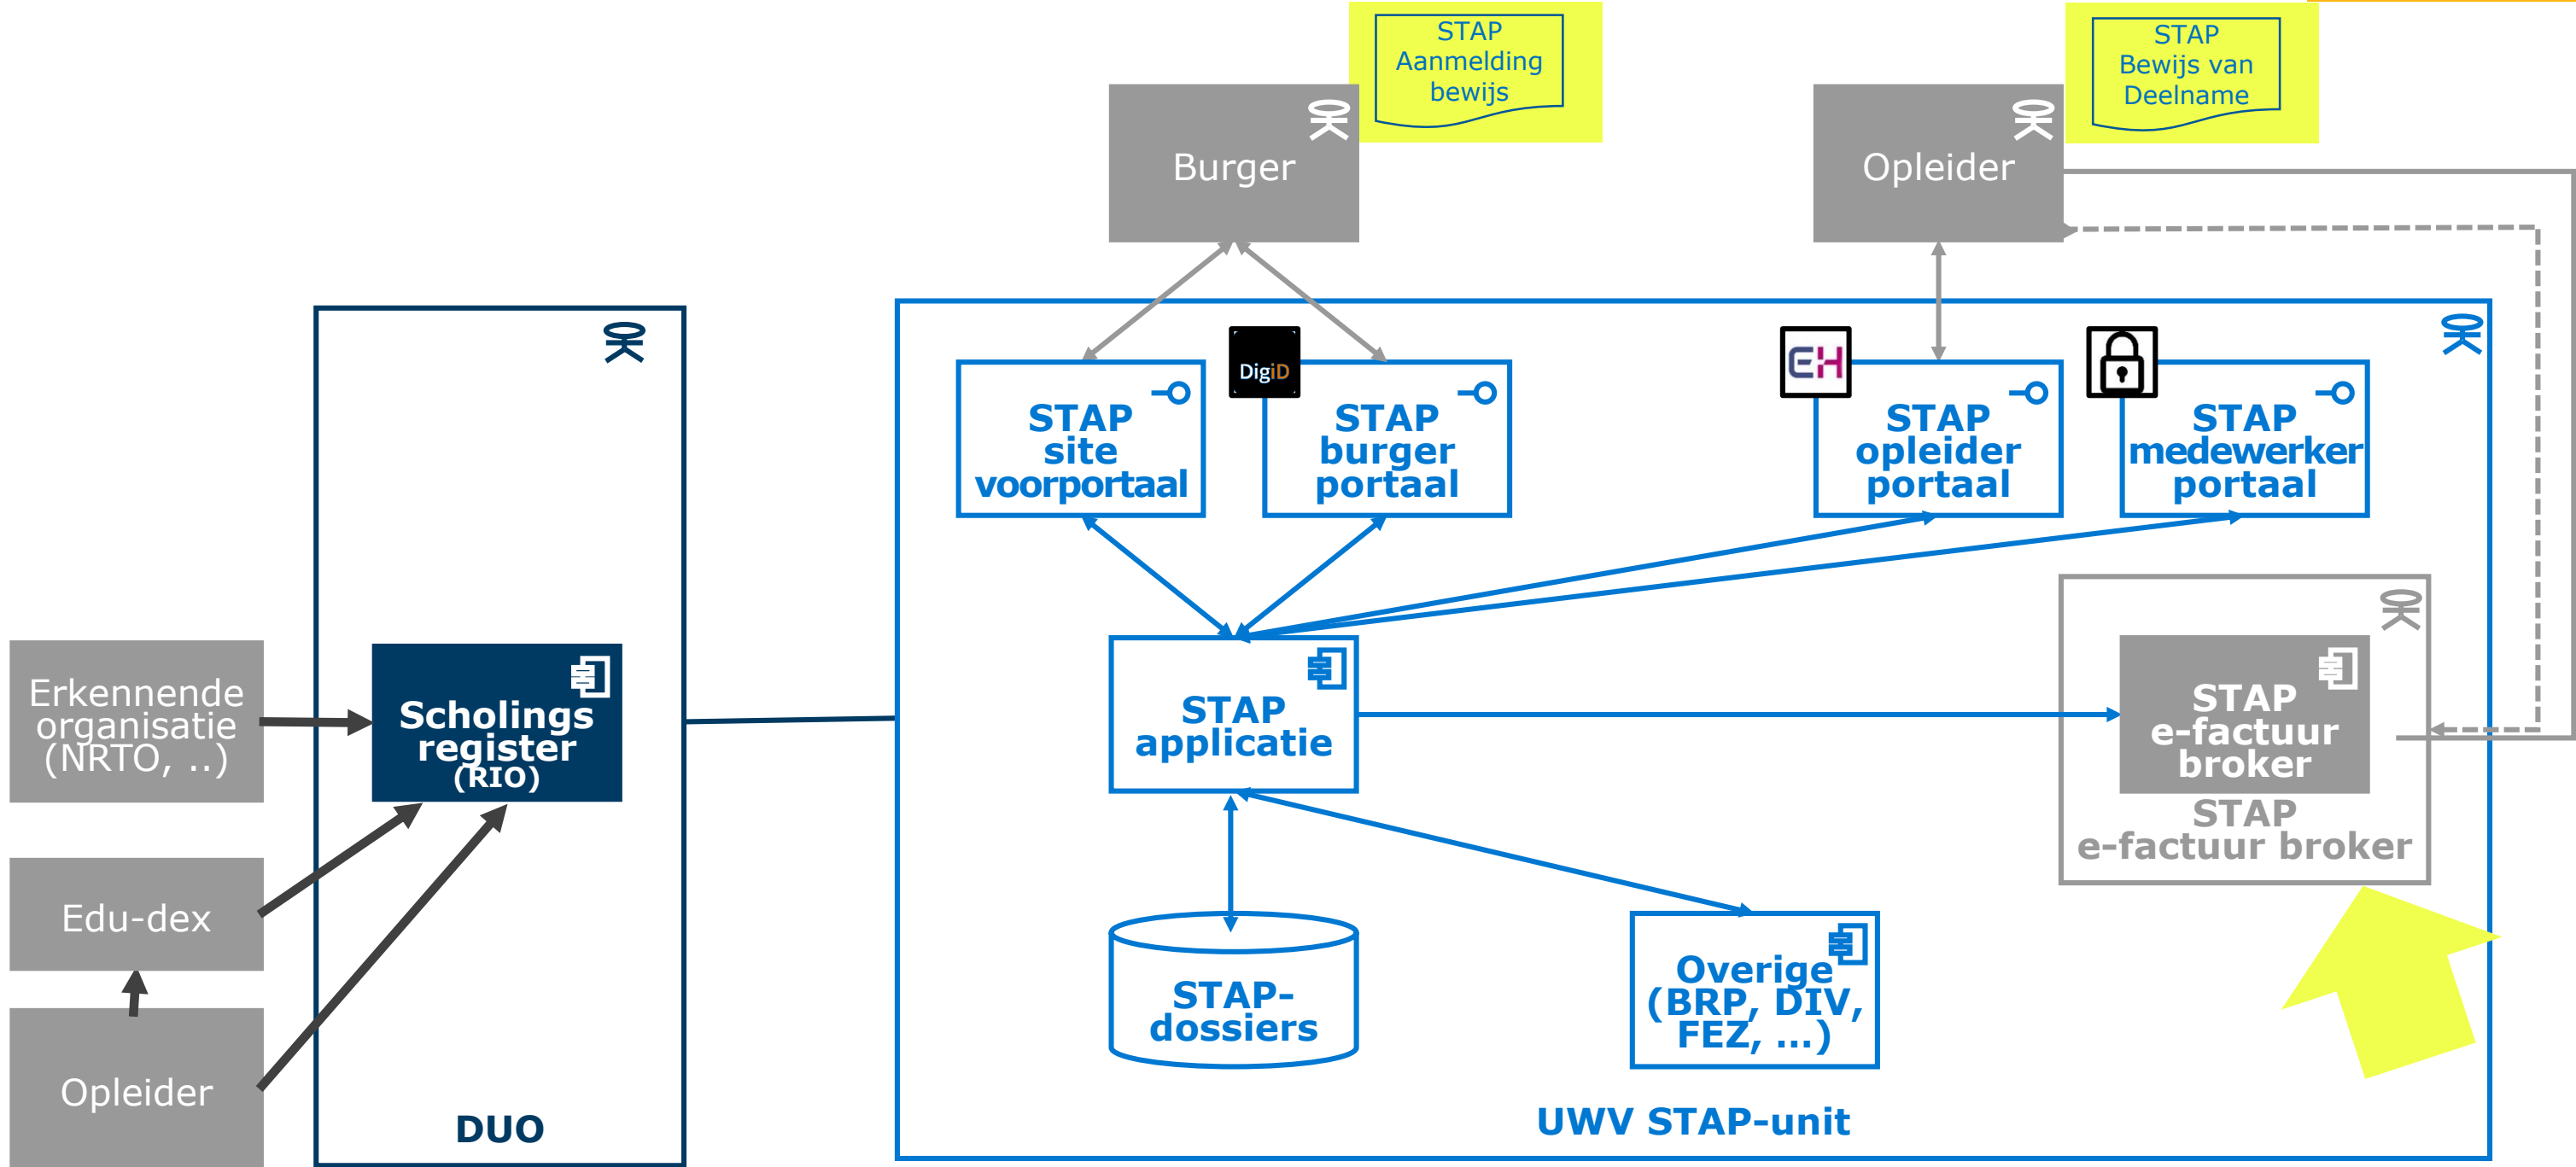 STAP
Aanmelding
bewijs
STAP
Bewijs van
Deelname
Burger
Opleider
DigiD
EH
STAP
site
voorportaal
STAP
burger
portaal
STAP
opleider
portaal
STAP
medewerker
portaal
Erkennende
organisatie
(NRTO, ..)
Scholings
register
(RIO)
STAP
applicatie
STAP
e-factuur
broker
STAP
e-factuur broker
Edu-dex
Opleider
STAP-
dossiers
Overige
(BRP, DIV,
FEZ, ...)
DUO
UWV STAP-unit